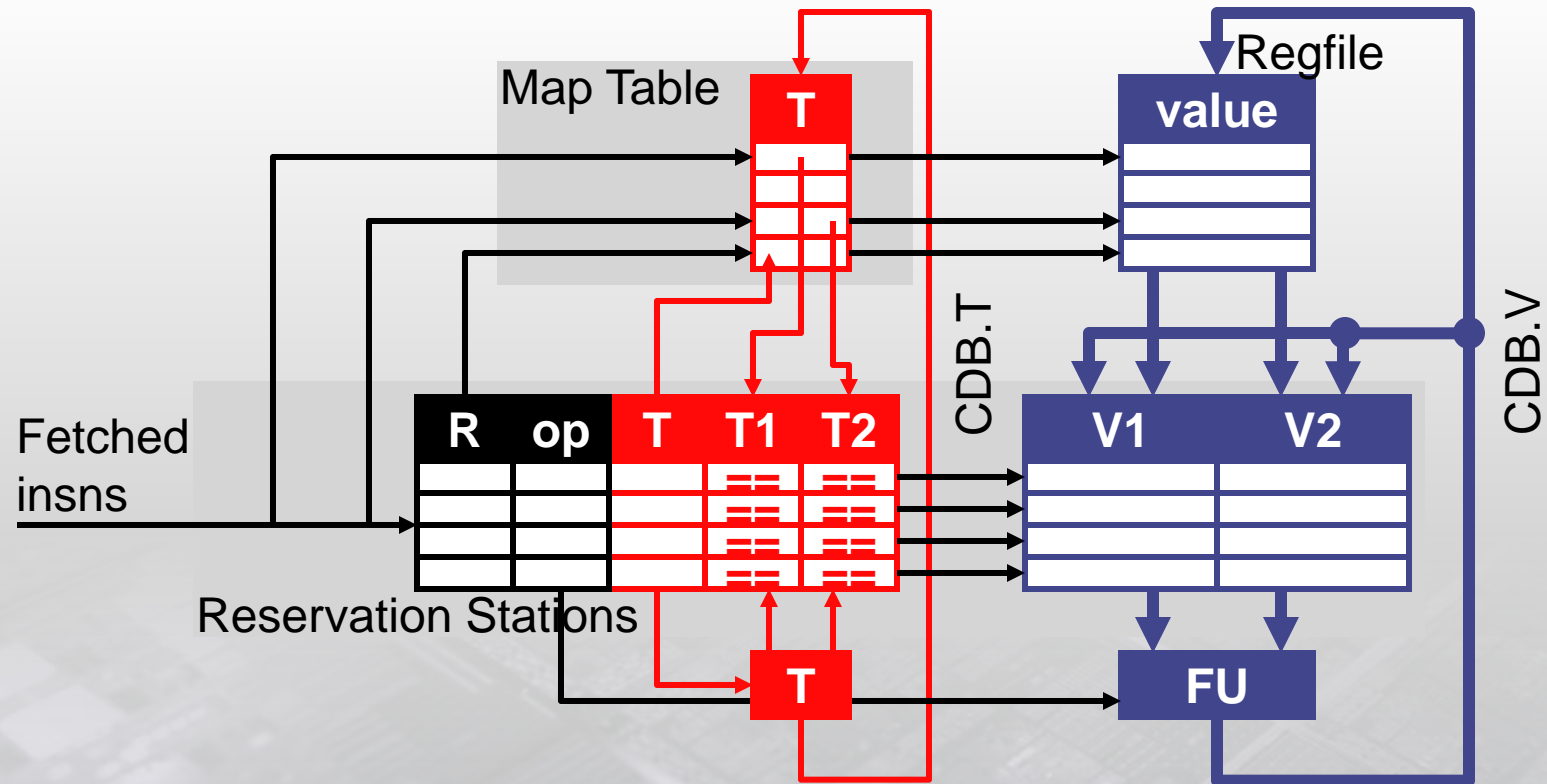 Regfile
Map Table
T
value
CDB.T
CDB.V
Fetched
insns
R op T T1 T2 V1 V2
== ==
== ==
== ==
== ==
Reservation Stations
T
FU